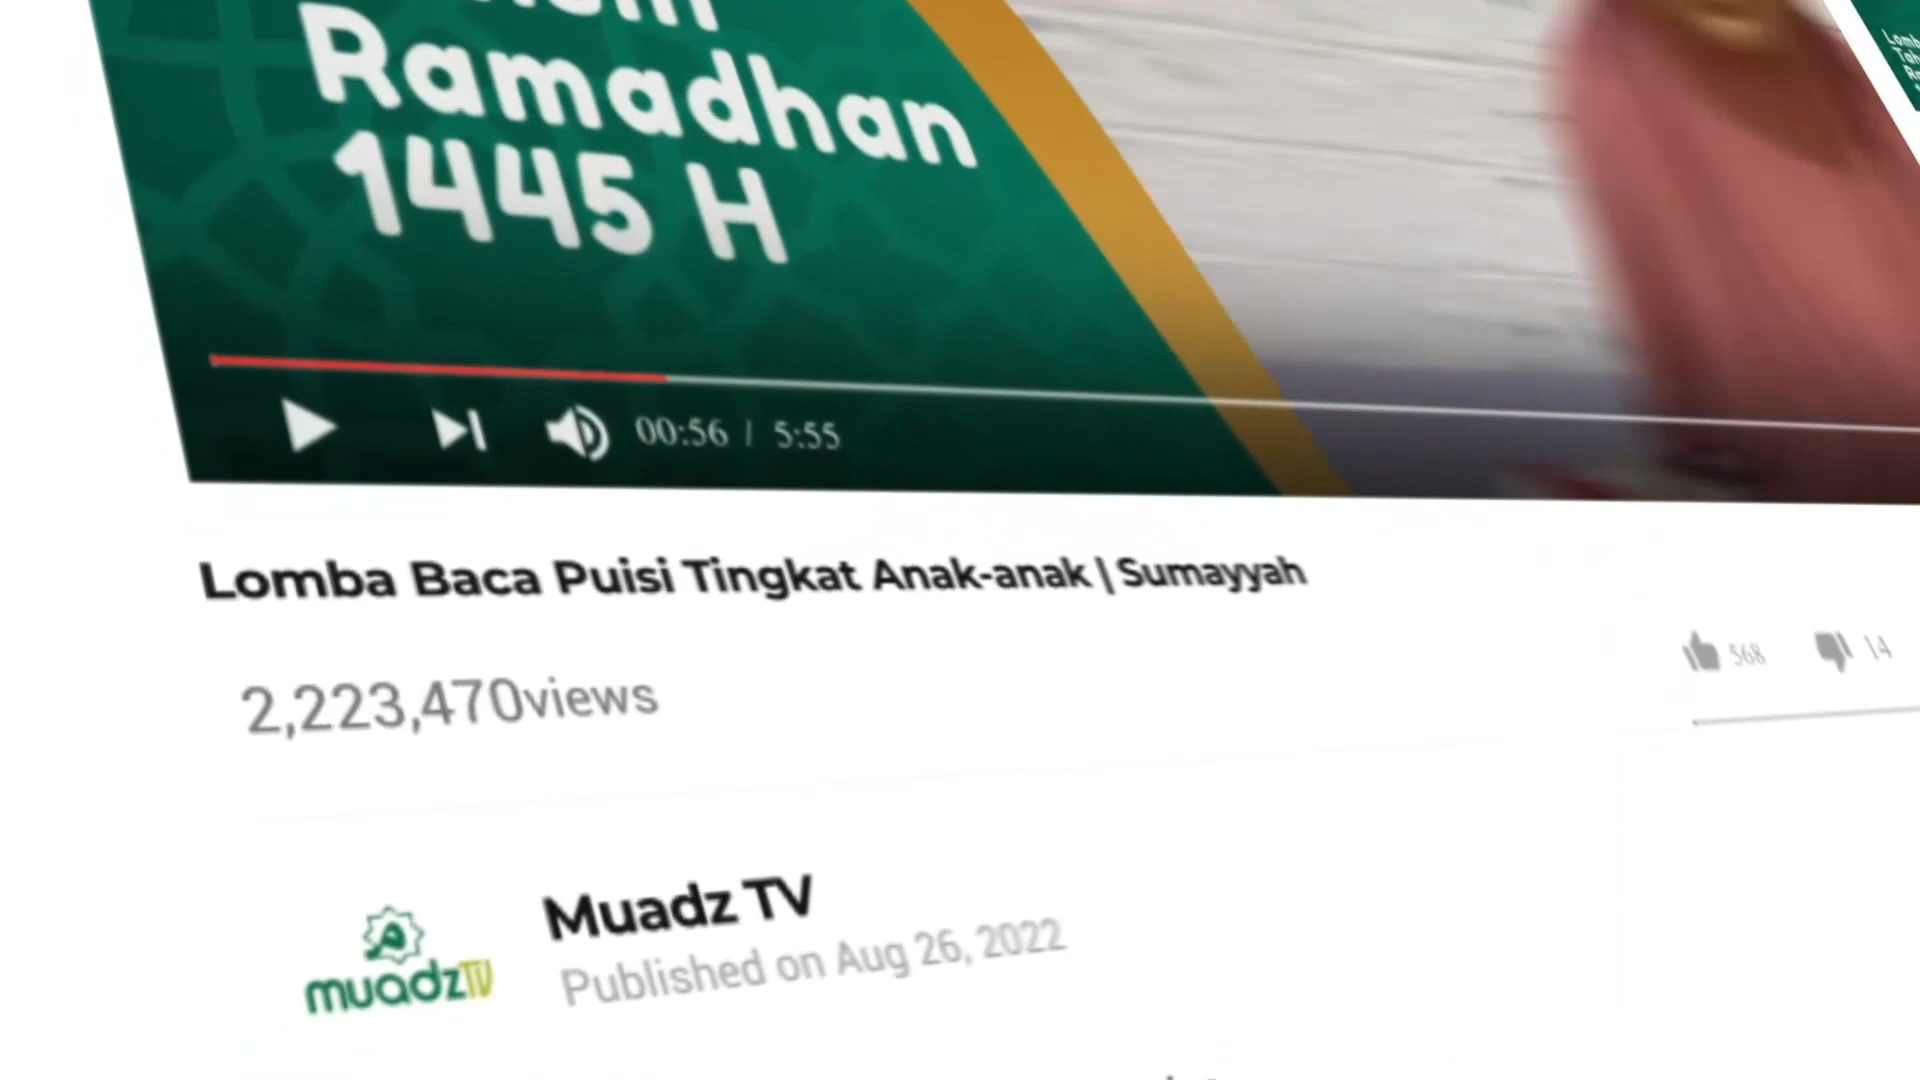 Ramadhan
1445 H
00:56 / 5:55
Lomba Baca Puisi Tingkat Anak-anak | Sumayyah
568
14
2,223,470views
Muadz TV
Published on Aug 26, 2022
muadzTV